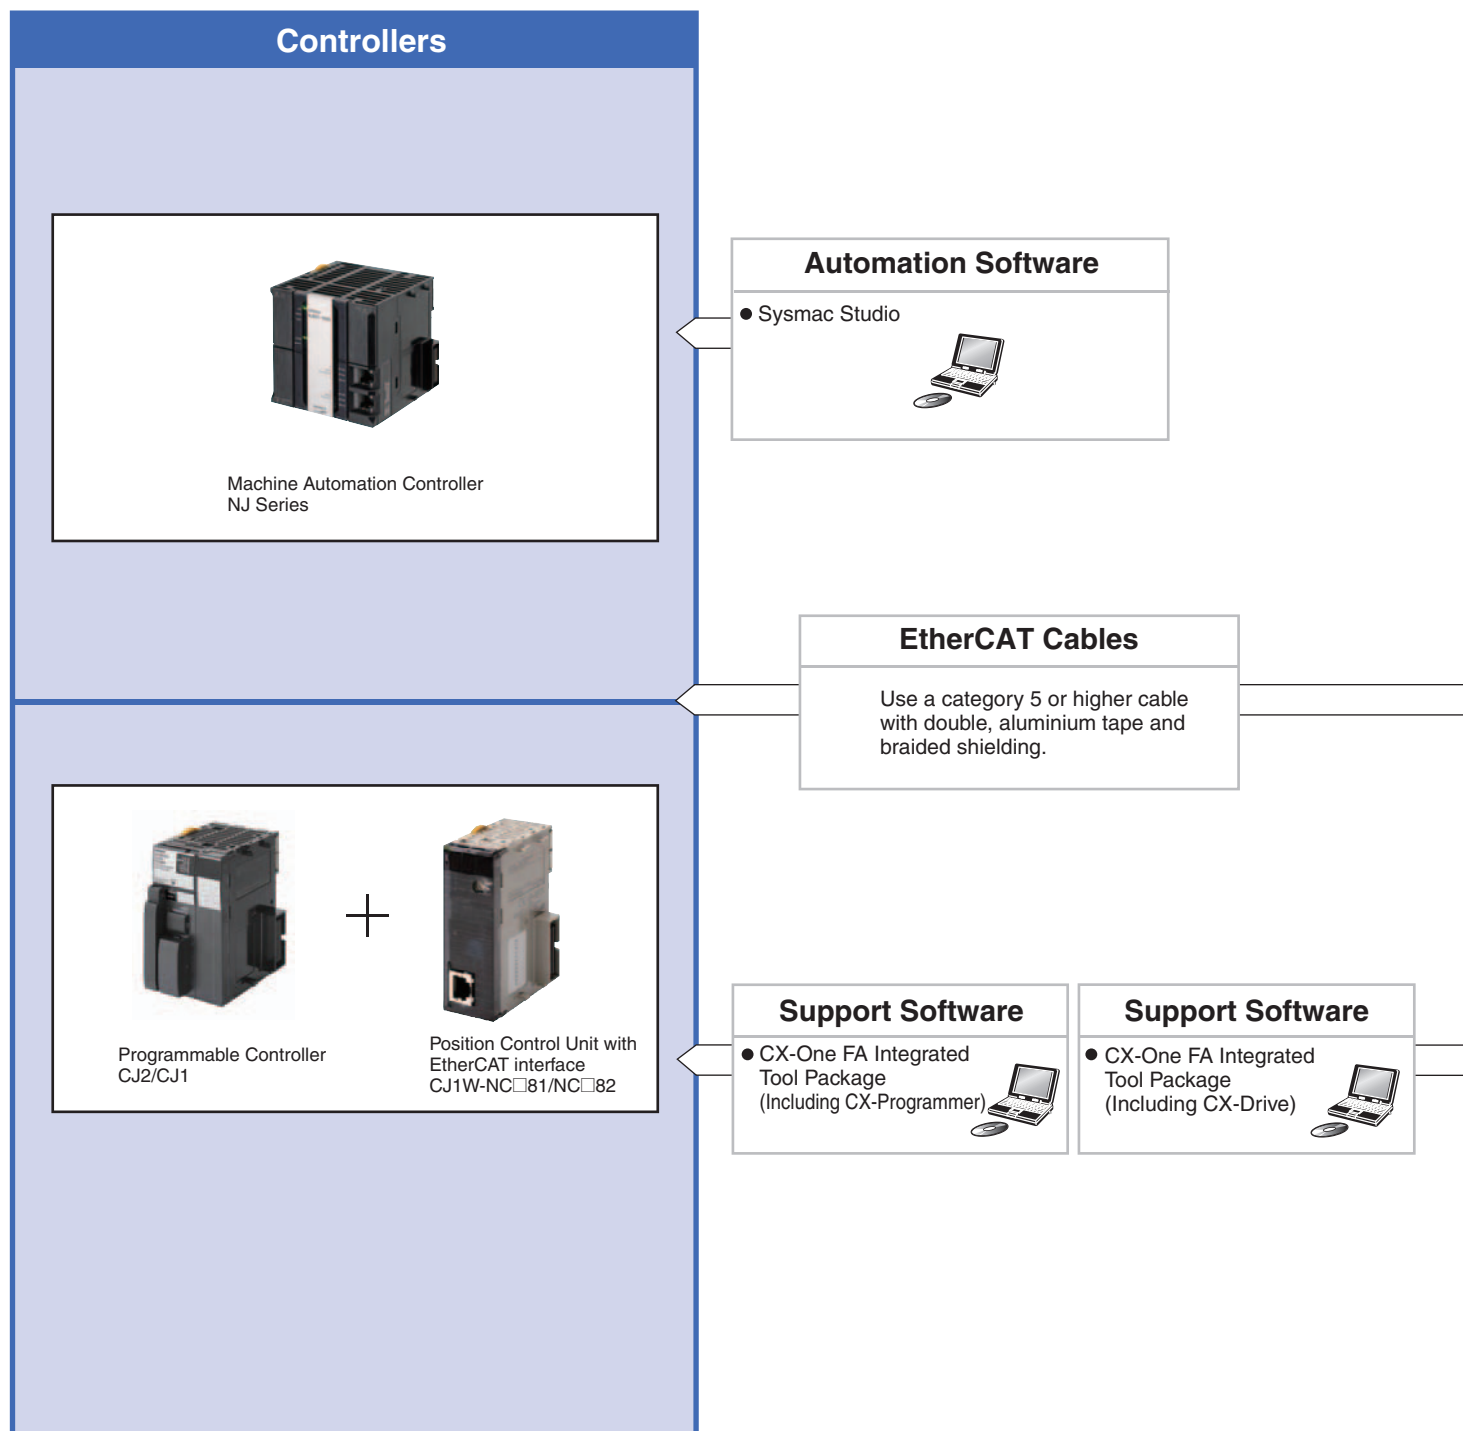 Controllers
Machine Automation Controller
NJ Series
Automation Software
● Sysmac Studio
EtherCAT Cables
Use a category 5 or higher cable
with double, aluminium tape and
braided shielding.
Programmable Controller
CJ2/CJ1
Position Control Unit with
EtherCAT interface
CJ1W-NC□81/NC□82
Support Software
● CX-One FA Integrated
Tool Package
(Including CX-Programmer)
Support Software
● CX-One FA Integrated
Tool Package
(Including CX-Drive)